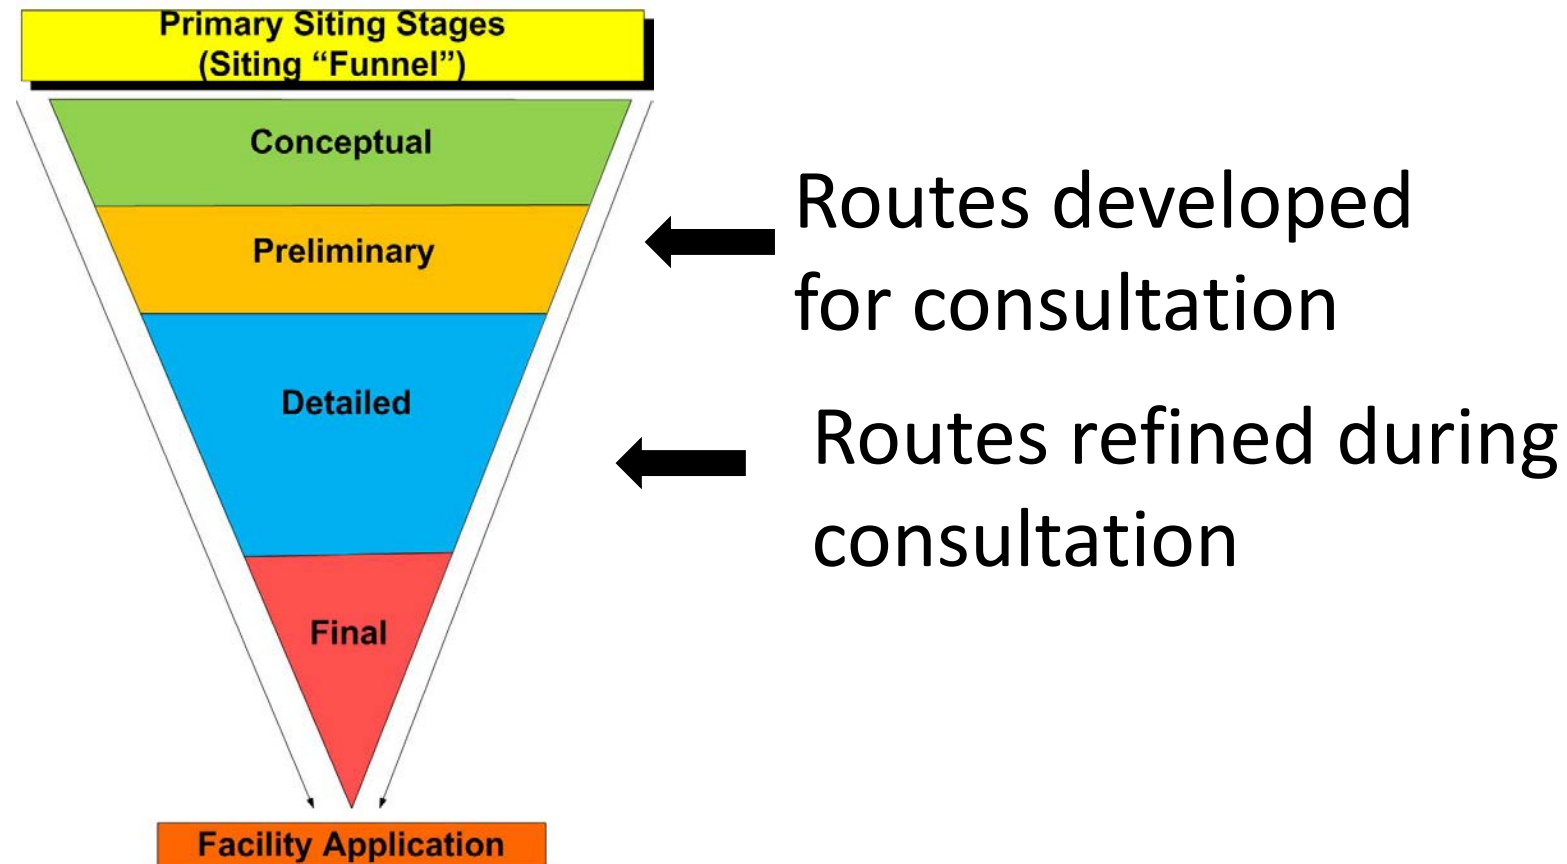 Primary Siting Stages
(Siting “Funnel”)
Conceptual
Preliminary
Detailed
Final
Facility Application
Routes developed
for consultation
Routes refined during
consultation